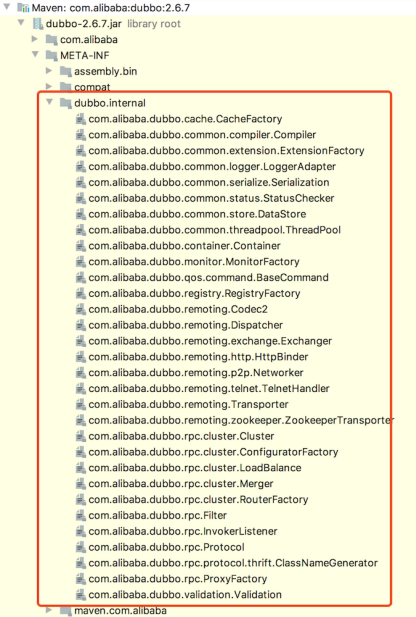 Maven: com.alibaba:dubbo:2.6.7
dubbo-2.6.7.jar library root
com.alibaba
META-INF
assembly.bin
compat
dubbo.internal
com.alibaba.dubbo.cache.CacheFactory
com.alibaba.dubbo.common.compiler.Compiler
com.alibaba.dubbo.common.extension.ExtensionFactory
com.alibaba.dubbo.common.logger.LoggerAdapter
com.alibaba.dubbo.common.serialize.Serialization
com.alibaba.dubbo.common.status.StatusChecker
com.alibaba.dubbo.common.store.DataStore
com.alibaba.dubbo.common.threadpool.ThreadPool
com.alibaba.dubbo.container.Container
com.alibaba.dubbo.monitor.MonitorFactory
com.alibaba.dubbo.qos.command.BaseCommand
com.alibaba.dubbo.registry.RegistryFactory
com.alibaba.dubbo.remoting.Codec2
com.alibaba.dubbo.remoting.Dispatcher
com.alibaba.dubbo.remoting.exchange.Exchanger
com.alibaba.dubbo.remoting.http.HttpBinder
com.alibaba.dubbo.remoting.p2p.Networker
com.alibaba.dubbo.remoting.telnet.TelnetHandler
com.alibaba.dubbo.remoting.Transporter
com.alibaba.dubbo.remoting.zookeeper.ZookeeperTransporter
com.alibaba.dubbo.rpc.cluster.Cluster
com.alibaba.dubbo.rpc.cluster.ConfiguratorFactory
com.alibaba.dubbo.rpc.cluster.LoadBalance
com.alibaba.dubbo.rpc.cluster.Merger
com.alibaba.dubbo.rpc.cluster.RouterFactory
com.alibaba.dubbo.rpc.Filter
com.alibaba.dubbo.rpc.InvokerListener
com.alibaba.dubbo.rpc.Protocol
com.alibaba.dubbo.rpc.protocol.thrift.ClassNameGenerator
com.alibaba.dubbo.rpc.ProxyFactory
com.alibaba.dubbo.validation.Validation
maven.com.alibaba